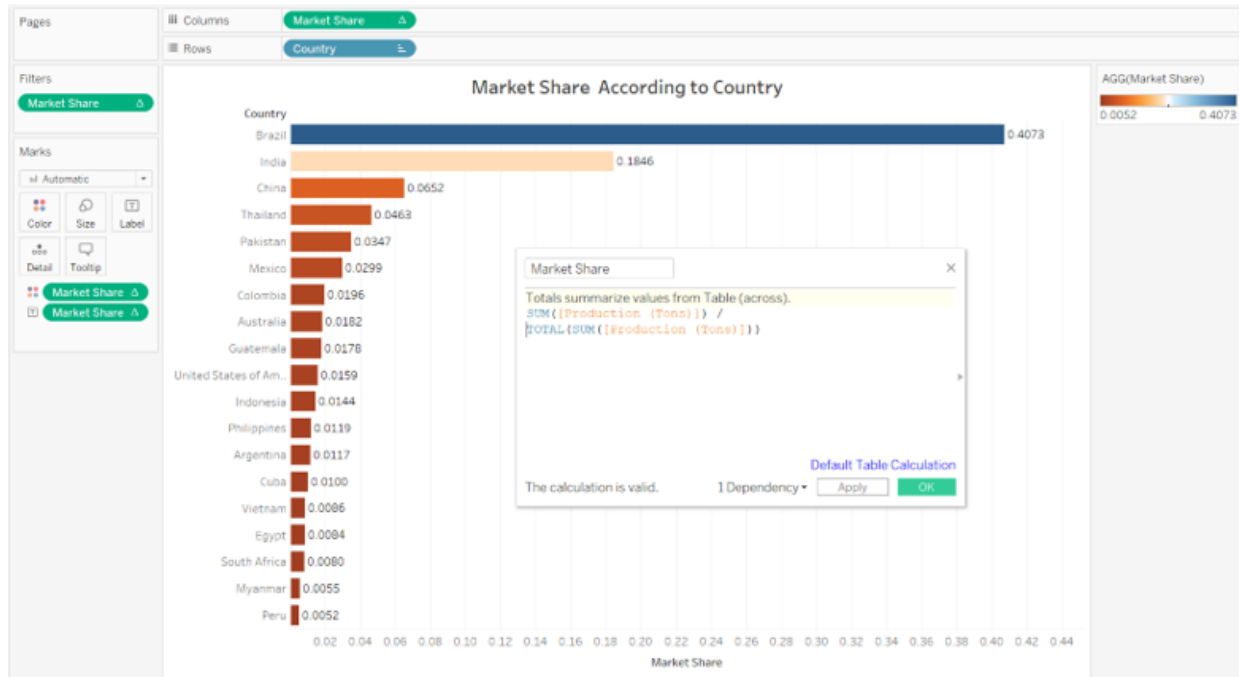 Pages
Columns
Market Share
Rows
Country
Filters
Market Share
Marks
Automatic
Color
Size
Label
Detail
Tooltip
Market Share
Market Share
Market Share According to Country
Country
Brazil 0.4073
India 0.1846
China 0.0652
Thailand 0.0463
Pakistan 0.0347
Mexico 0.0299
Colombia 0.0196
Australia 0.0182
Guatemala 0.0178
United States of Am.. 0.0159
Indonesia 0.0144
Philippines 0.0119
Argentina 0.0117
Cuba 0.0100
Vietnam 0.0086
Egypt 0.0084
South Africa 0.0080
Myanmar 0.0055
Peru 0.0052
0.02 0.04 0.06 0.08 0.10 0.12 0.14 0.16 0.18 0.20 0.22 0.24 0.26 0.28 0.30 0.32 0.34 0.36 0.38 0.40 0.42 0.44
Market Share
Market Share
Totals summarize values from Table (across).
SUM([Production (Tons)]) /
TOTAL(SUM([Production (Tons)]))
Default Table Calculation
The calculation is valid. 1 Dependency Apply OK
AGG(Market Share)
0.0052 0.4073